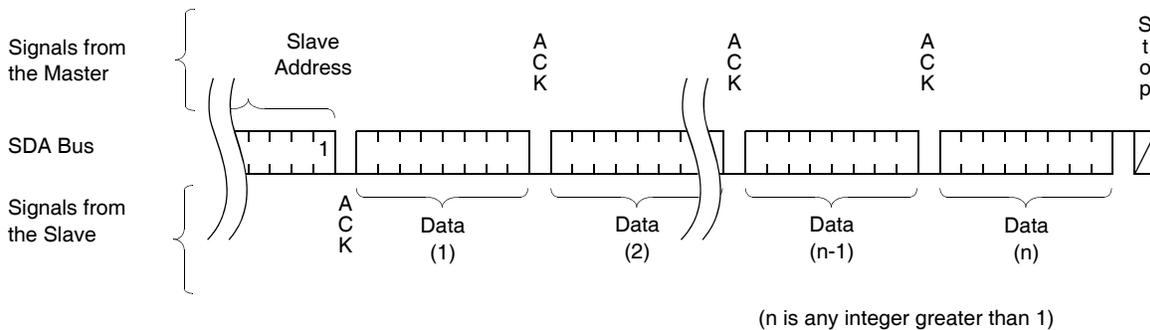 Signals from
the Master
Slave
Address
A
C
K
A
C
K
A
C
K
S
t
o
p
SDA Bus
1
Signals from
the Slave
A
C
K
Data
(1)
Data
(2)
Data
(n-1)
Data
(n)
(n is any integer greater than 1)